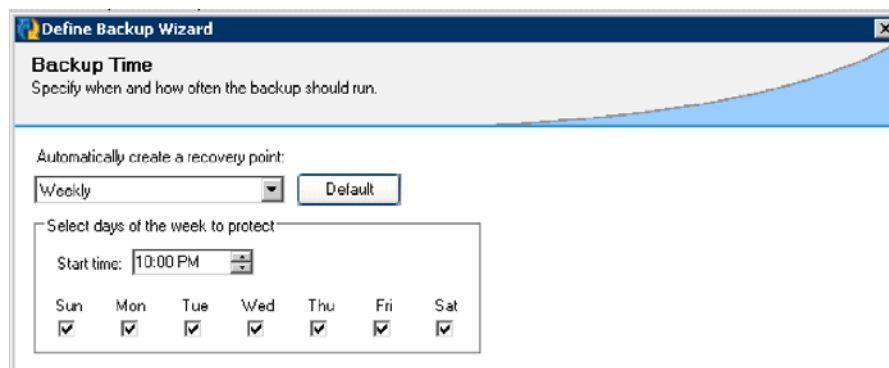 Define Backup Wizard
Backup Time
Specify when and how often the backup should run.
Automatically create a recovery point:
Weekly
Default
Select days of the week to protect
Start time: 10:00 PM
Sun Mon Tue Wed Thu Fri Sat